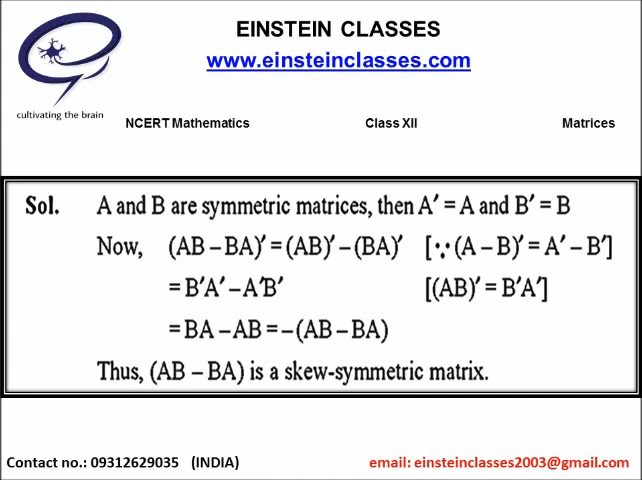 EINSTEIN CLASSES
www.einsteinclasses.com
cultivating the brain
NCERT Mathematics Class XII Matrices
Sol. A and B are symmetric matrices, then A′ = A and B′ = B
Now, (AB – BA)′ = (AB)′ – (BA)′ [∵ (A – B)′ = A′ – B′]
= B′A′ – A′B′ [(AB)′ = B′A′]
= BA – AB = – (AB – BA)
Thus, (AB – BA) is a skew-symmetric matrix.
Contact no.: 09312629035 (INDIA) email: einsteinclasses2003@gmail.com